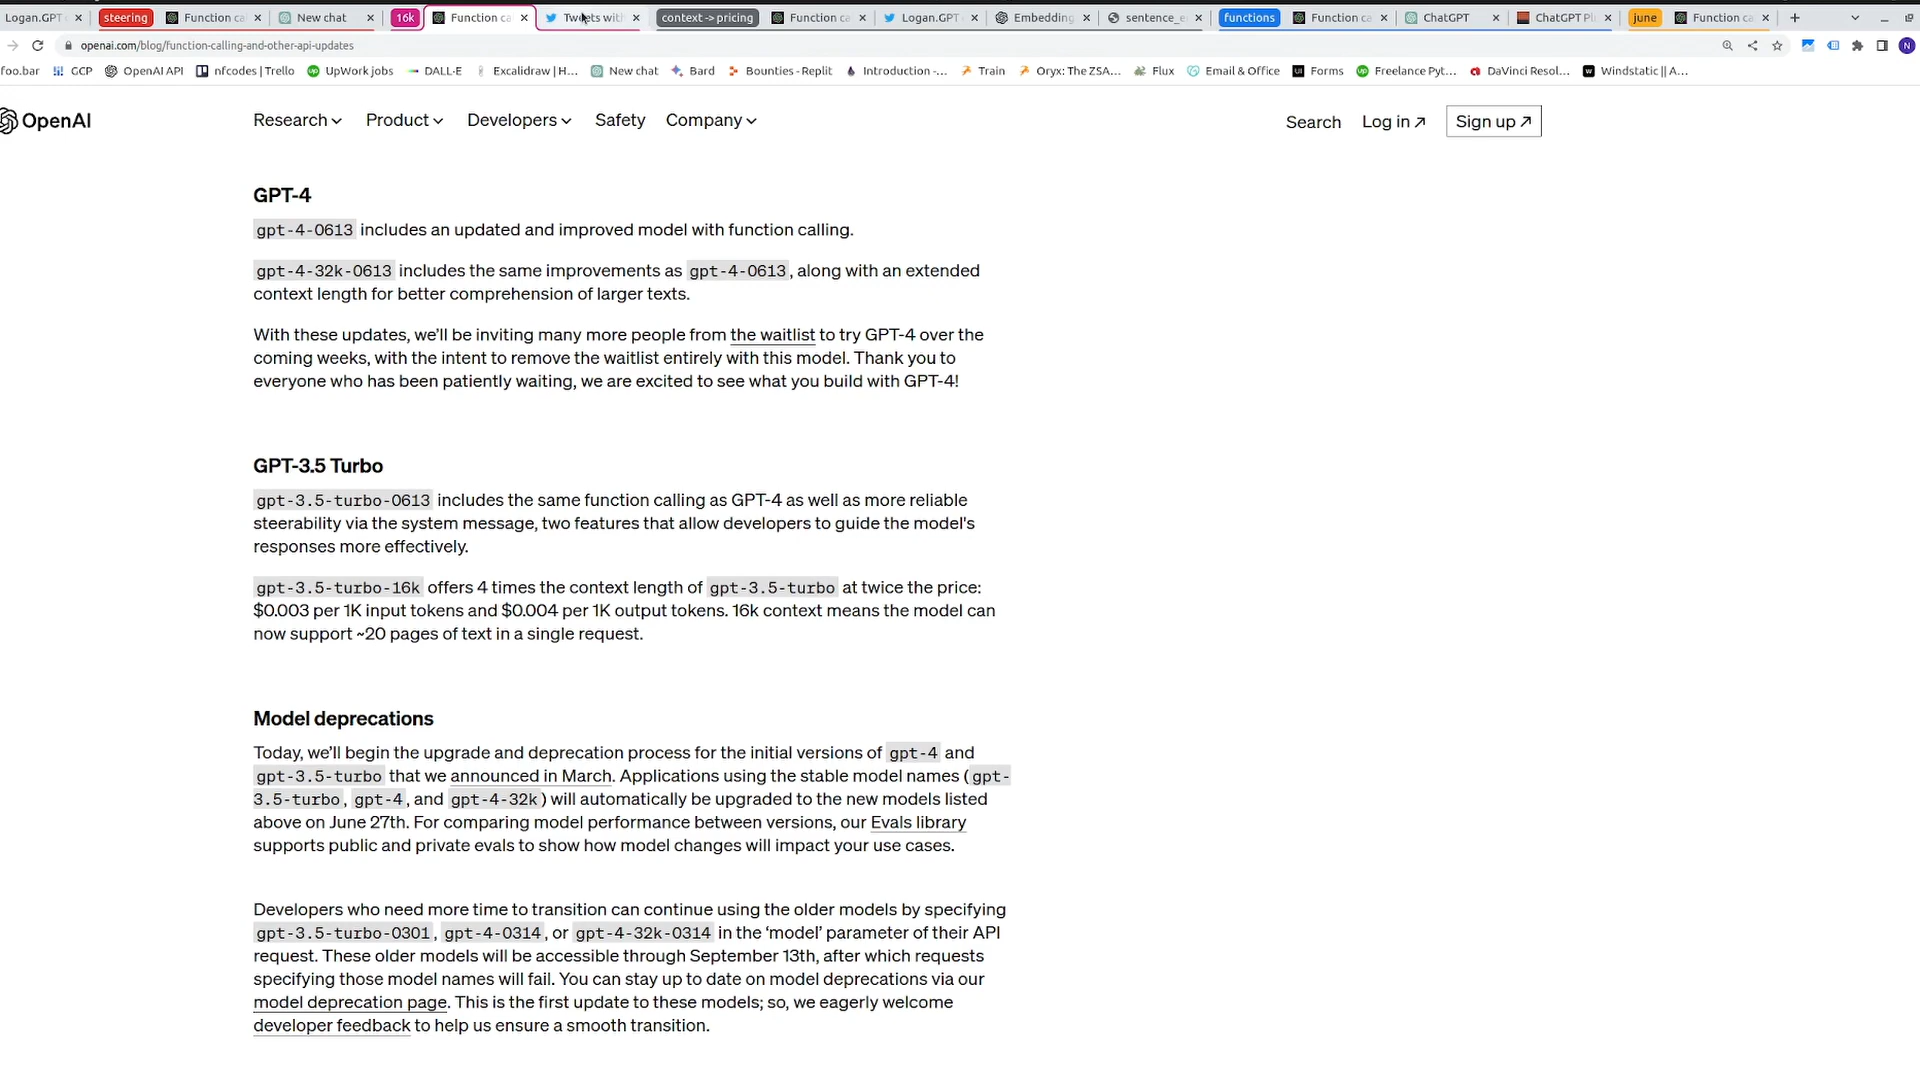 Logan.GPT
steering
Function ca
New chat
16k
Function ca
Tweets with
context -> pricing
Function ca
Logan.GPT
Embedding
sentence_e
functions
Function ca
ChatGPT
ChatGPT Pl
june
Function ca
openai.com/blog/function-calling-and-other-api-updates
N
foo.bar
GCP
OpenAI API
nfcodes | Trello
UpWork jobs
DALL-E
Excalidraw | H...
New chat
Bard
Bounties - Replit
Introduction -...
Train
Oryx: The ZSA...
Flux
Email & Office
Forms
Freelance Pyt...
DaVinci Resol...
Windstatic || A...
OpenAI
Research
Product
Developers
Safety
Company
Search
Log in ↗
Sign up ↗
GPT-4
gpt-4-0613 includes an updated and improved model with function calling.
gpt-4-32k-0613 includes the same improvements as gpt-4-0613, along with an extended
context length for better comprehension of larger texts.
With these updates, we’ll be inviting many more people from the waitlist to try GPT-4 over the
coming weeks, with the intent to remove the waitlist entirely with this model. Thank you to
everyone who has been patiently waiting, we are excited to see what you build with GPT-4!
GPT-3.5 Turbo
gpt-3.5-turbo-0613 includes the same function calling as GPT-4 as well as more reliable
steerability via the system message, two features that allow developers to guide the model's
responses more effectively.
gpt-3.5-turbo-16k offers 4 times the context length of gpt-3.5-turbo at twice the price:
$0.003 per 1K input tokens and $0.004 per 1K output tokens. 16k context means the model can
now support ~20 pages of text in a single request.
Model deprecations
Today, we’ll begin the upgrade and deprecation process for the initial versions of gpt-4 and
gpt-3.5-turbo that we announced in March. Applications using the stable model names (gpt-
3.5-turbo, gpt-4, and gpt-4-32k) will automatically be upgraded to the new models listed
above on June 27th. For comparing model performance between versions, our Evals library
supports public and private evals to show how model changes will impact your use cases.
Developers who need more time to transition can continue using the older models by specifying
gpt-3.5-turbo-0301, gpt-4-0314, or gpt-4-32k-0314 in the ‘model’ parameter of their API
request. These older models will be accessible through September 13th, after which requests
specifying those model names will fail. You can stay up to date on model deprecations via our
model deprecation page. This is the first update to these models; so, we eagerly welcome
developer feedback to help us ensure a smooth transition.